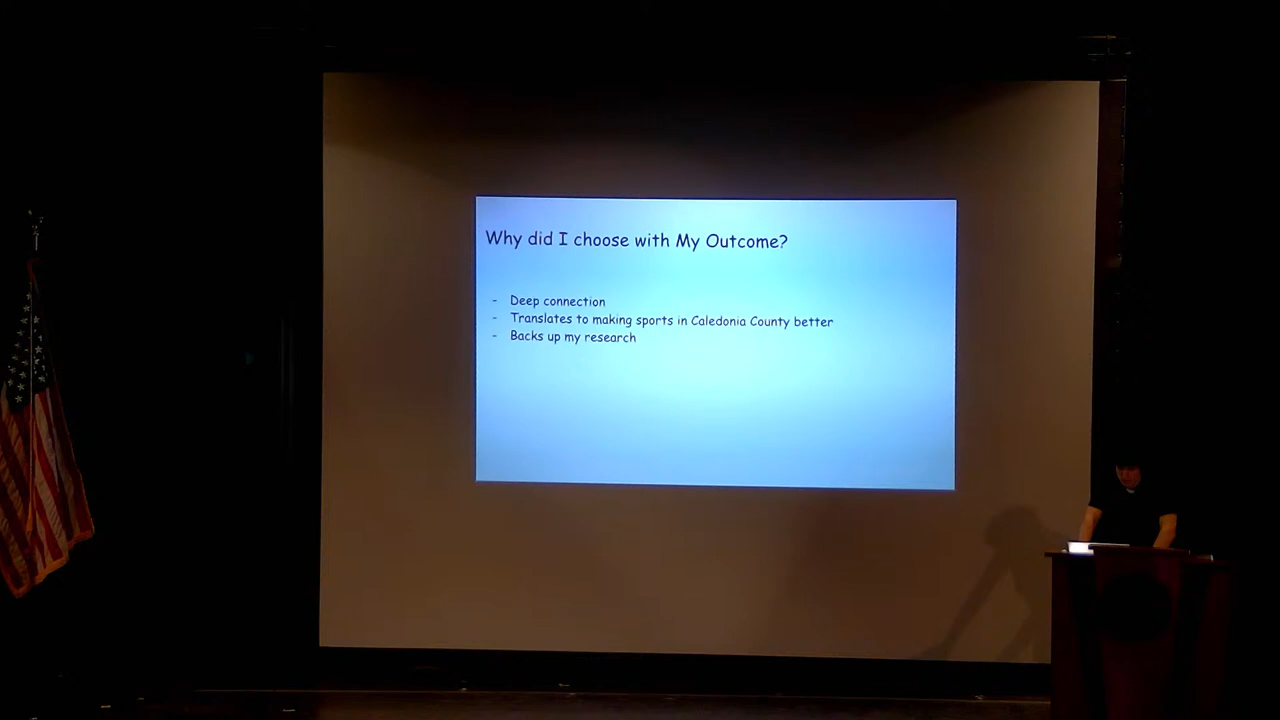 Why did I choose with My Outcome?
- Deep connection
- Translates to making sports in Caledonia County better
- Backs up my research